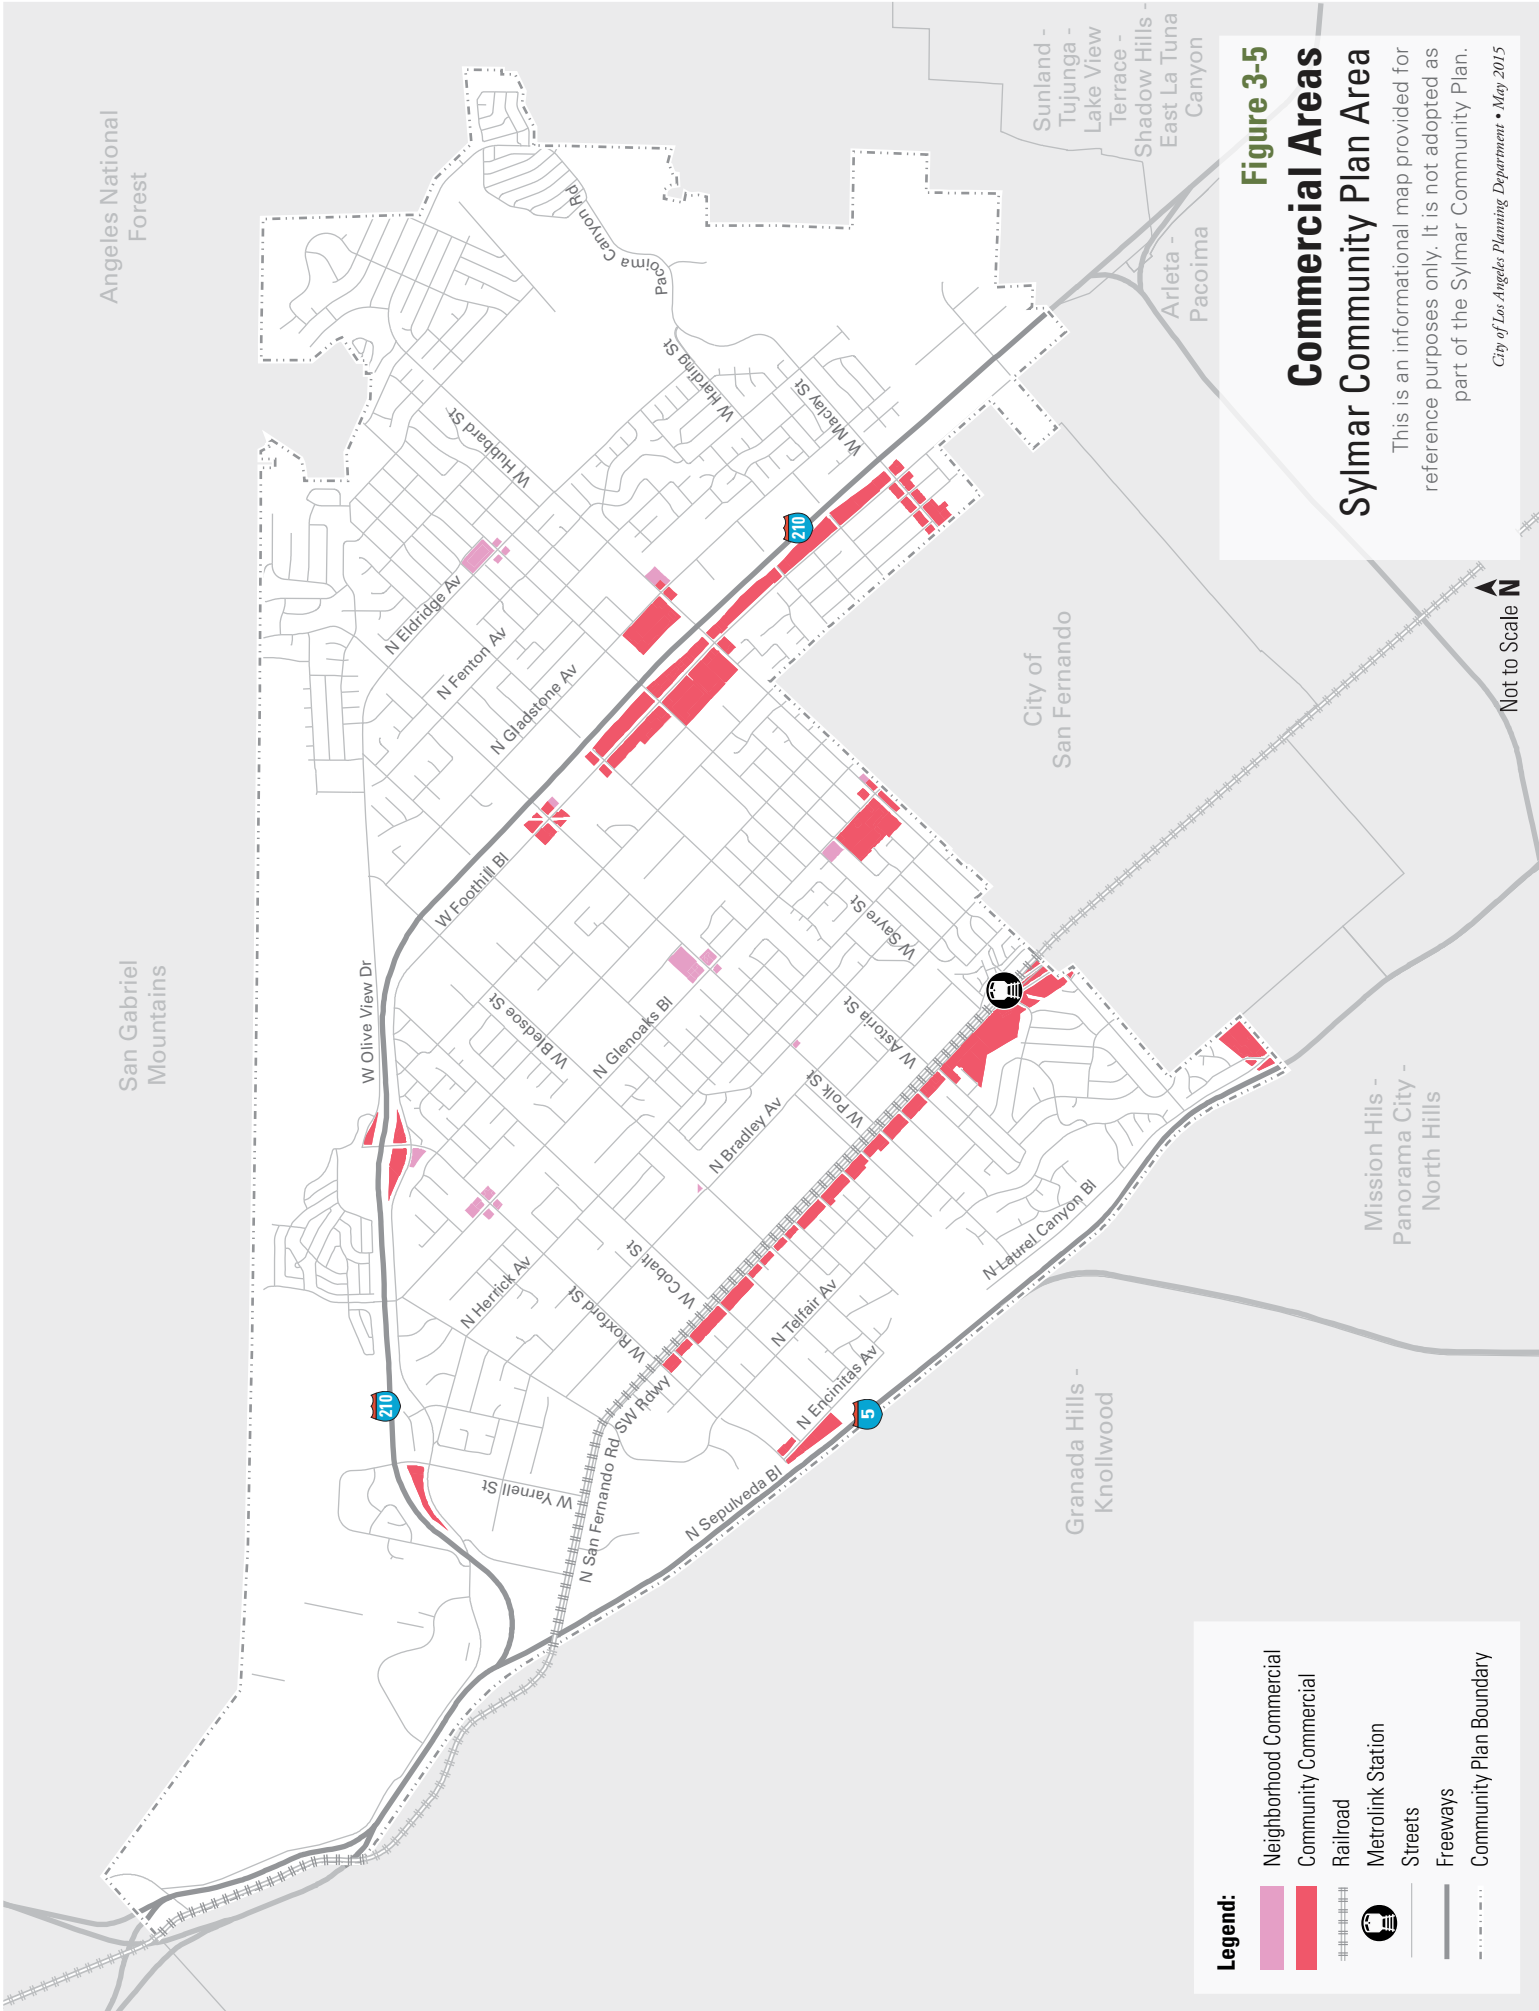 Figure 3-5
Commercial Areas
Sylmar Community Plan Area
This is an informational map provided for
reference purposes only. It is not adopted as
part of the Sylmar Community Plan.
City of Los Angeles Planning Department • May 2015
Angeles National
Forest
San Gabriel
Mountains
Sunland -
Tujunga -
Lake View
Terrace -
Shadow Hills -
East La Tuna
Canyon
Arleta -
Pacoima
City of
San Fernando
Mission Hils -
Panorama City -
North Hills
Granada Hills -
Knollwood
Pacoima Canyon Rd
W Harding St
W Maclay St
W Hubbard St
N Eldridge Av
N Fenton Av
N Gladstone Av
210
W Foothill Bl
W Olive View Dr
W Bledsoe St
N Glenoaks Bl
W Sayre St
W Astoria St
W Polk St
N Bradley Av
N Herrick Av
W Cobalt St
W Roxford St
N Telfair Av
N Laurel Canyon Bl
N Encinitas Av
5
210
SW Rdwy
N San Fernando Rd
W Yarnell St
N Sepulveda Bl
N
Not to Scale
Legend:
Neighborhood Commercial
Community Commercial
Railroad
Metrolink Station
Streets
Freeways
Community Plan Boundary